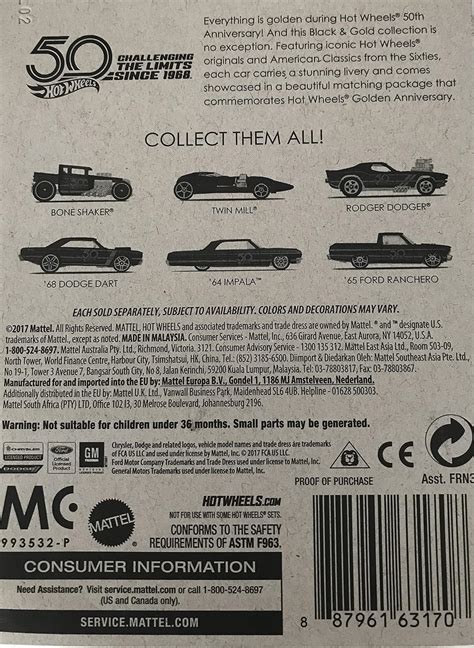 _02
Everything is golden during Hot Wheels® 50th
Anniversary! And this Black & Gold collection is
no exception. Featuring iconic Hot Wheels®
originals and American Classics from the Sixties,
each car carries a stunning livery and comes
showcased in a beautiful matching package that
commemorates Hot Wheels® Golden Anniversary.
50
Hot Wheels
CHALLENGING
THE LIMITS
SINCE 1968
COLLECT THEM ALL!
BONE SHAKER®
TWIN MILL®
RODGER DODGER®
'68 DODGE DART
'64 IMPALA™
'65 FORD RANCHERO
EACH SOLD SEPARATELY, SUBJECT TO AVAILABILITY. COLORS AND DECORATIONS MAY VARY.
©2017 Mattel. All Rights Reserved. MATTEL, HOT WHEELS and associated trademarks and trade dress are owned by Mattel. ® and ™ designate U.S.
trademarks of Mattel, except as noted. MADE IN MALAYSIA. Consumer Services - Mattel, Inc., 636 Girard Avenue, East Aurora, NY 14052, U.S.A.
1-800-524-8697. Mattel Australia Pty. Ltd., Richmond, Victoria. 3121. Consumer Advisory Service - 1300 135 312. Mattel East Asia Ltd., Room 503-09,
North Tower, World Finance Centre, Harbour City, Tsimshatsui, HK, China. Tel.: (852) 3185-6500. Diimport & Diedarkan Oleh: Mattel Southeast Asia Pte. Ltd.,
No 19-1, Tower 3 Avenue 7, Bangsar South City, No 8, Jalan Kerinchi, 59200 Kuala Lumpur, Malaysia. Tel: 03-78803817, Fax: 03-78803867.
Manufactured for and imported into the EU by: Mattel Europa B.V., Gondel 1, 1186 MJ Amstelveen, Nederland.
Additionally distributed in the EU by: Mattel U.K. Ltd., Vanwall Business Park, Maidenhead SL6 4UB. Helpline - 01628 500303.
Mattel South Africa (PTY) LTD, Office 102 I3, 30 Melrose Boulevard, Johannesburg 2196.
Warning: Not suitable for children under 36 months. Small parts may be generated.
CHRYSLER
LICENSED PRODUCT
DODGE
Ford
Official
Licensed
Product
GM
Chrysler, Dodge and related logos, vehicle model names and trade dress are trademarks
of FCA US LLC and used under license by Mattel, Inc. © 2017 FCA US LLC.
Ford Motor Company Trademarks and Trade Dress used under license to Mattel, Inc.
General Motors Trademarks used under license to Mattel, Inc.
PROOF OF PURCHASE
CE
Asst. FRN3
MC
993532-P
MATTEL
HOTWHEELS.COM
NOT FOR USE WITH SOME HOT WHEELS® SETS.
CONFORMS TO THE SAFETY
REQUIREMENTS OF ASTM F963.
CONSUMER INFORMATION
Need Assistance? Visit service.mattel.com or call 1-800-524-8697
(US and Canada only).
SERVICE.MATTEL.COM
8 87961 63170